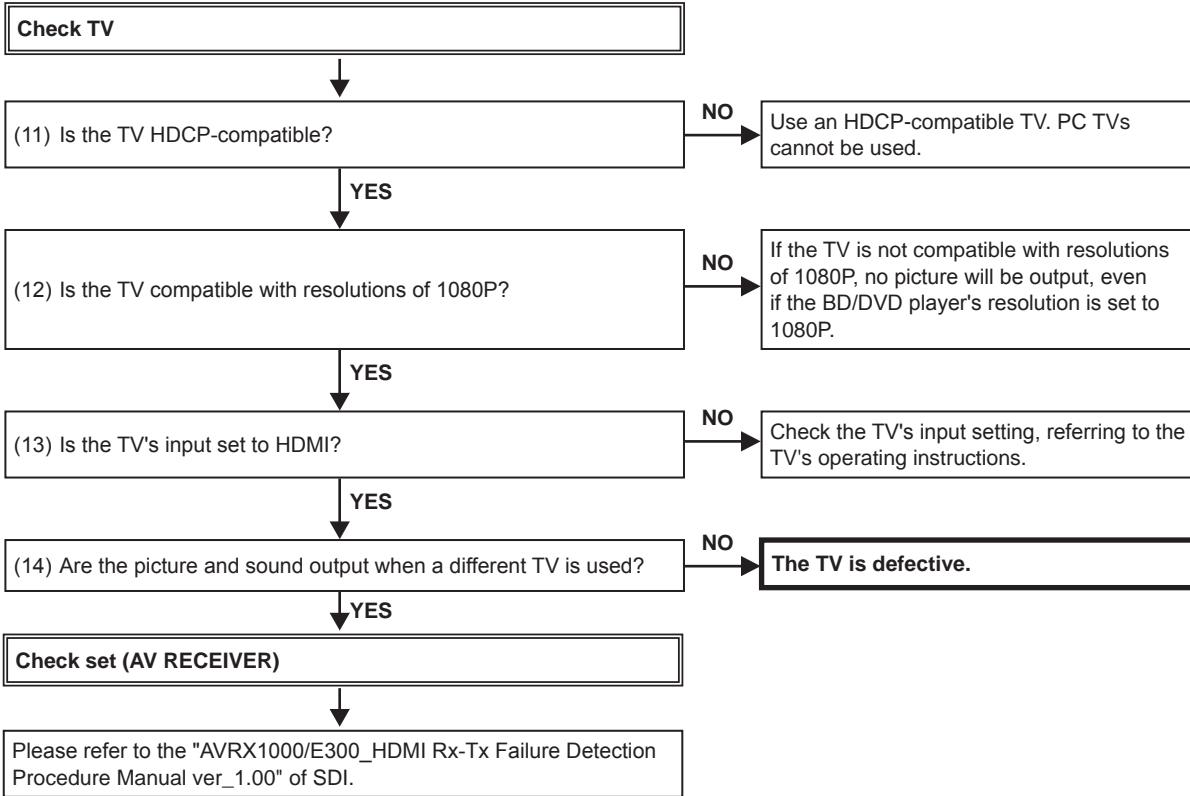 Check TV
(11) Is the TV HDCP-compatible?
NO
Use an HDCP-compatible TV. PC TVs
cannot be used.
YES
(12) Is the TV compatible with resolutions of 1080P?
NO
If the TV is not compatible with resolutions
of 1080P, no picture will be output, even
if the BD/DVD player's resolution is set to
1080P.
YES
(13) Is the TV's input set to HDMI?
NO
Check the TV's input setting, referring to the
TV's operating instructions.
YES
(14) Are the picture and sound output when a different TV is used?
NO
The TV is defective.
YES
Check set (AV RECEIVER)
Please refer to the "AVRX1000/E300_HDMI Rx-Tx Failure Detection
Procedure Manual ver_1.00" of SDI.